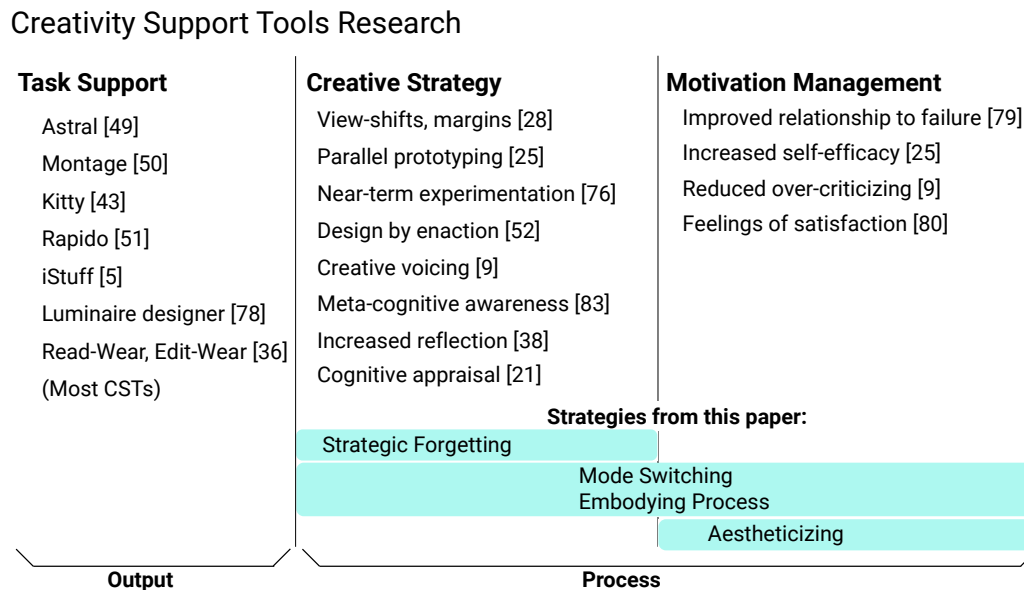 Creativity Support Tools Research
Task Support
Astral [49]
Montage [50]
Kitty [43]
Rapido [51]
iStuff [5]
Luminaire designer [78]
Read-Wear, Edit-Wear [36]
(Most CSTs)
Creative Strategy
View-shifts, margins [28]
Parallel prototyping [25]
Near-term experimentation [76]
Design by enaction [52]
Creative voicing [9]
Meta-cognitive awareness [83]
Increased reflection [38]
Cognitive appraisal [21]
Motivation Management
Improved relationship to failure [79]
Increased self-efficacy [25]
Reduced over-criticizing [9]
Feelings of satisfaction [80]
Strategies from this paper:
Strategic Forgetting
Mode Switching
Embodying Process
Aestheticizing
Output
Process